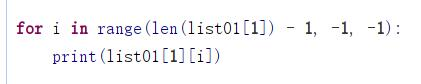 for i in range(len(list01[1]) - 1, -1, -1):
    print(list01[1][i])